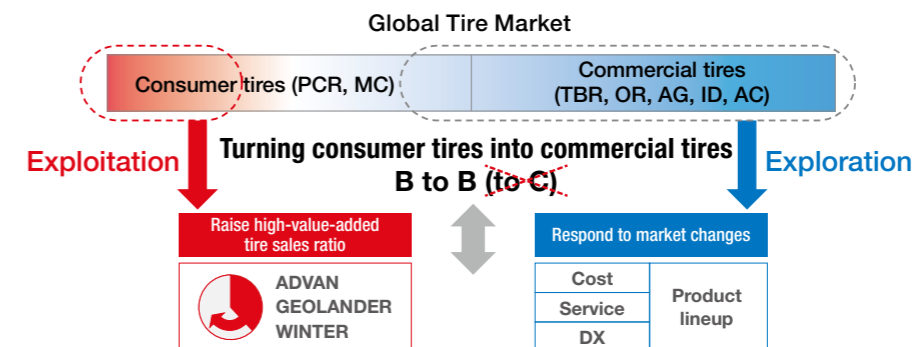 Global Tire Market
Consumer tires (PCR, MC)
Commercial tires
(TBR, OR, AG, ID, AC)
Exploitation
Turning consumer tires into commercial tires
B to B (to C)
Exploration
Raise high-value-added
tire sales ratio
ADVAN
GEOLANDER
WINTER
Respond to market changes
Cost
Service
DX
Product
lineup